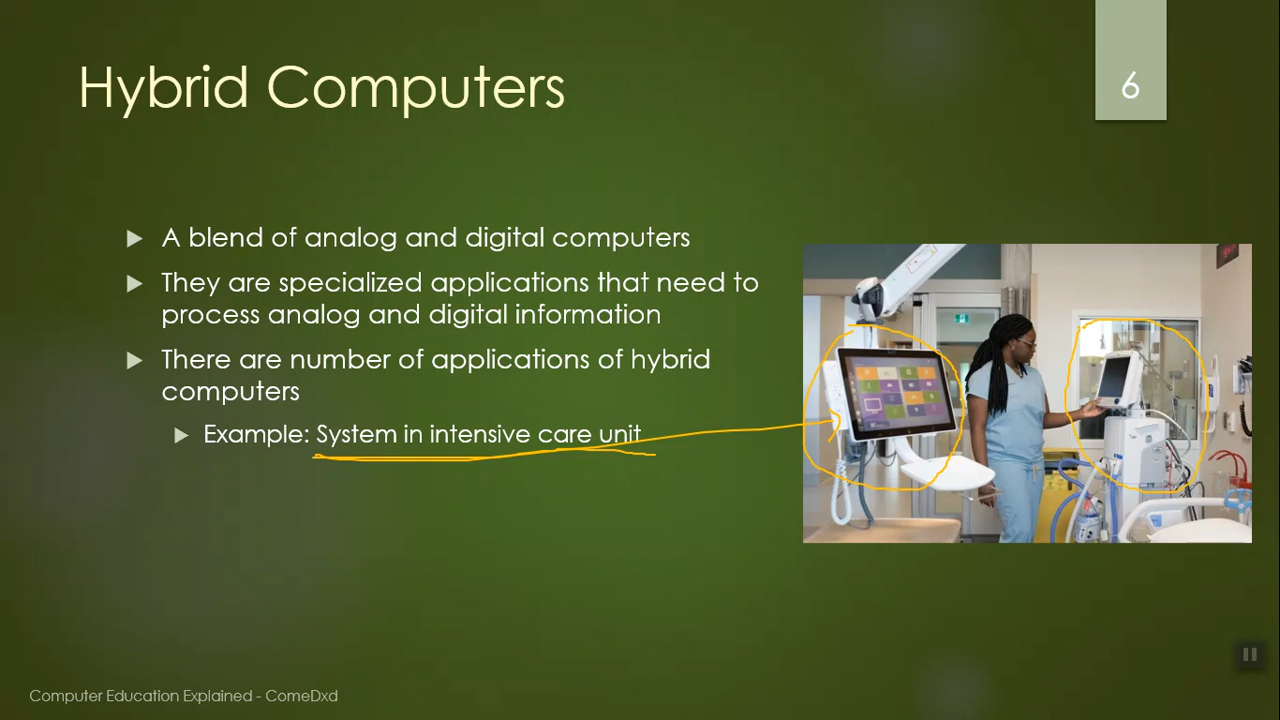 Hybrid Computers
6
A blend of analog and digital computers
They are specialized applications that need to
process analog and digital information
There are number of applications of hybrid
computers
Example: System in intensive care unit
Computer Education Explained - ComeDxd